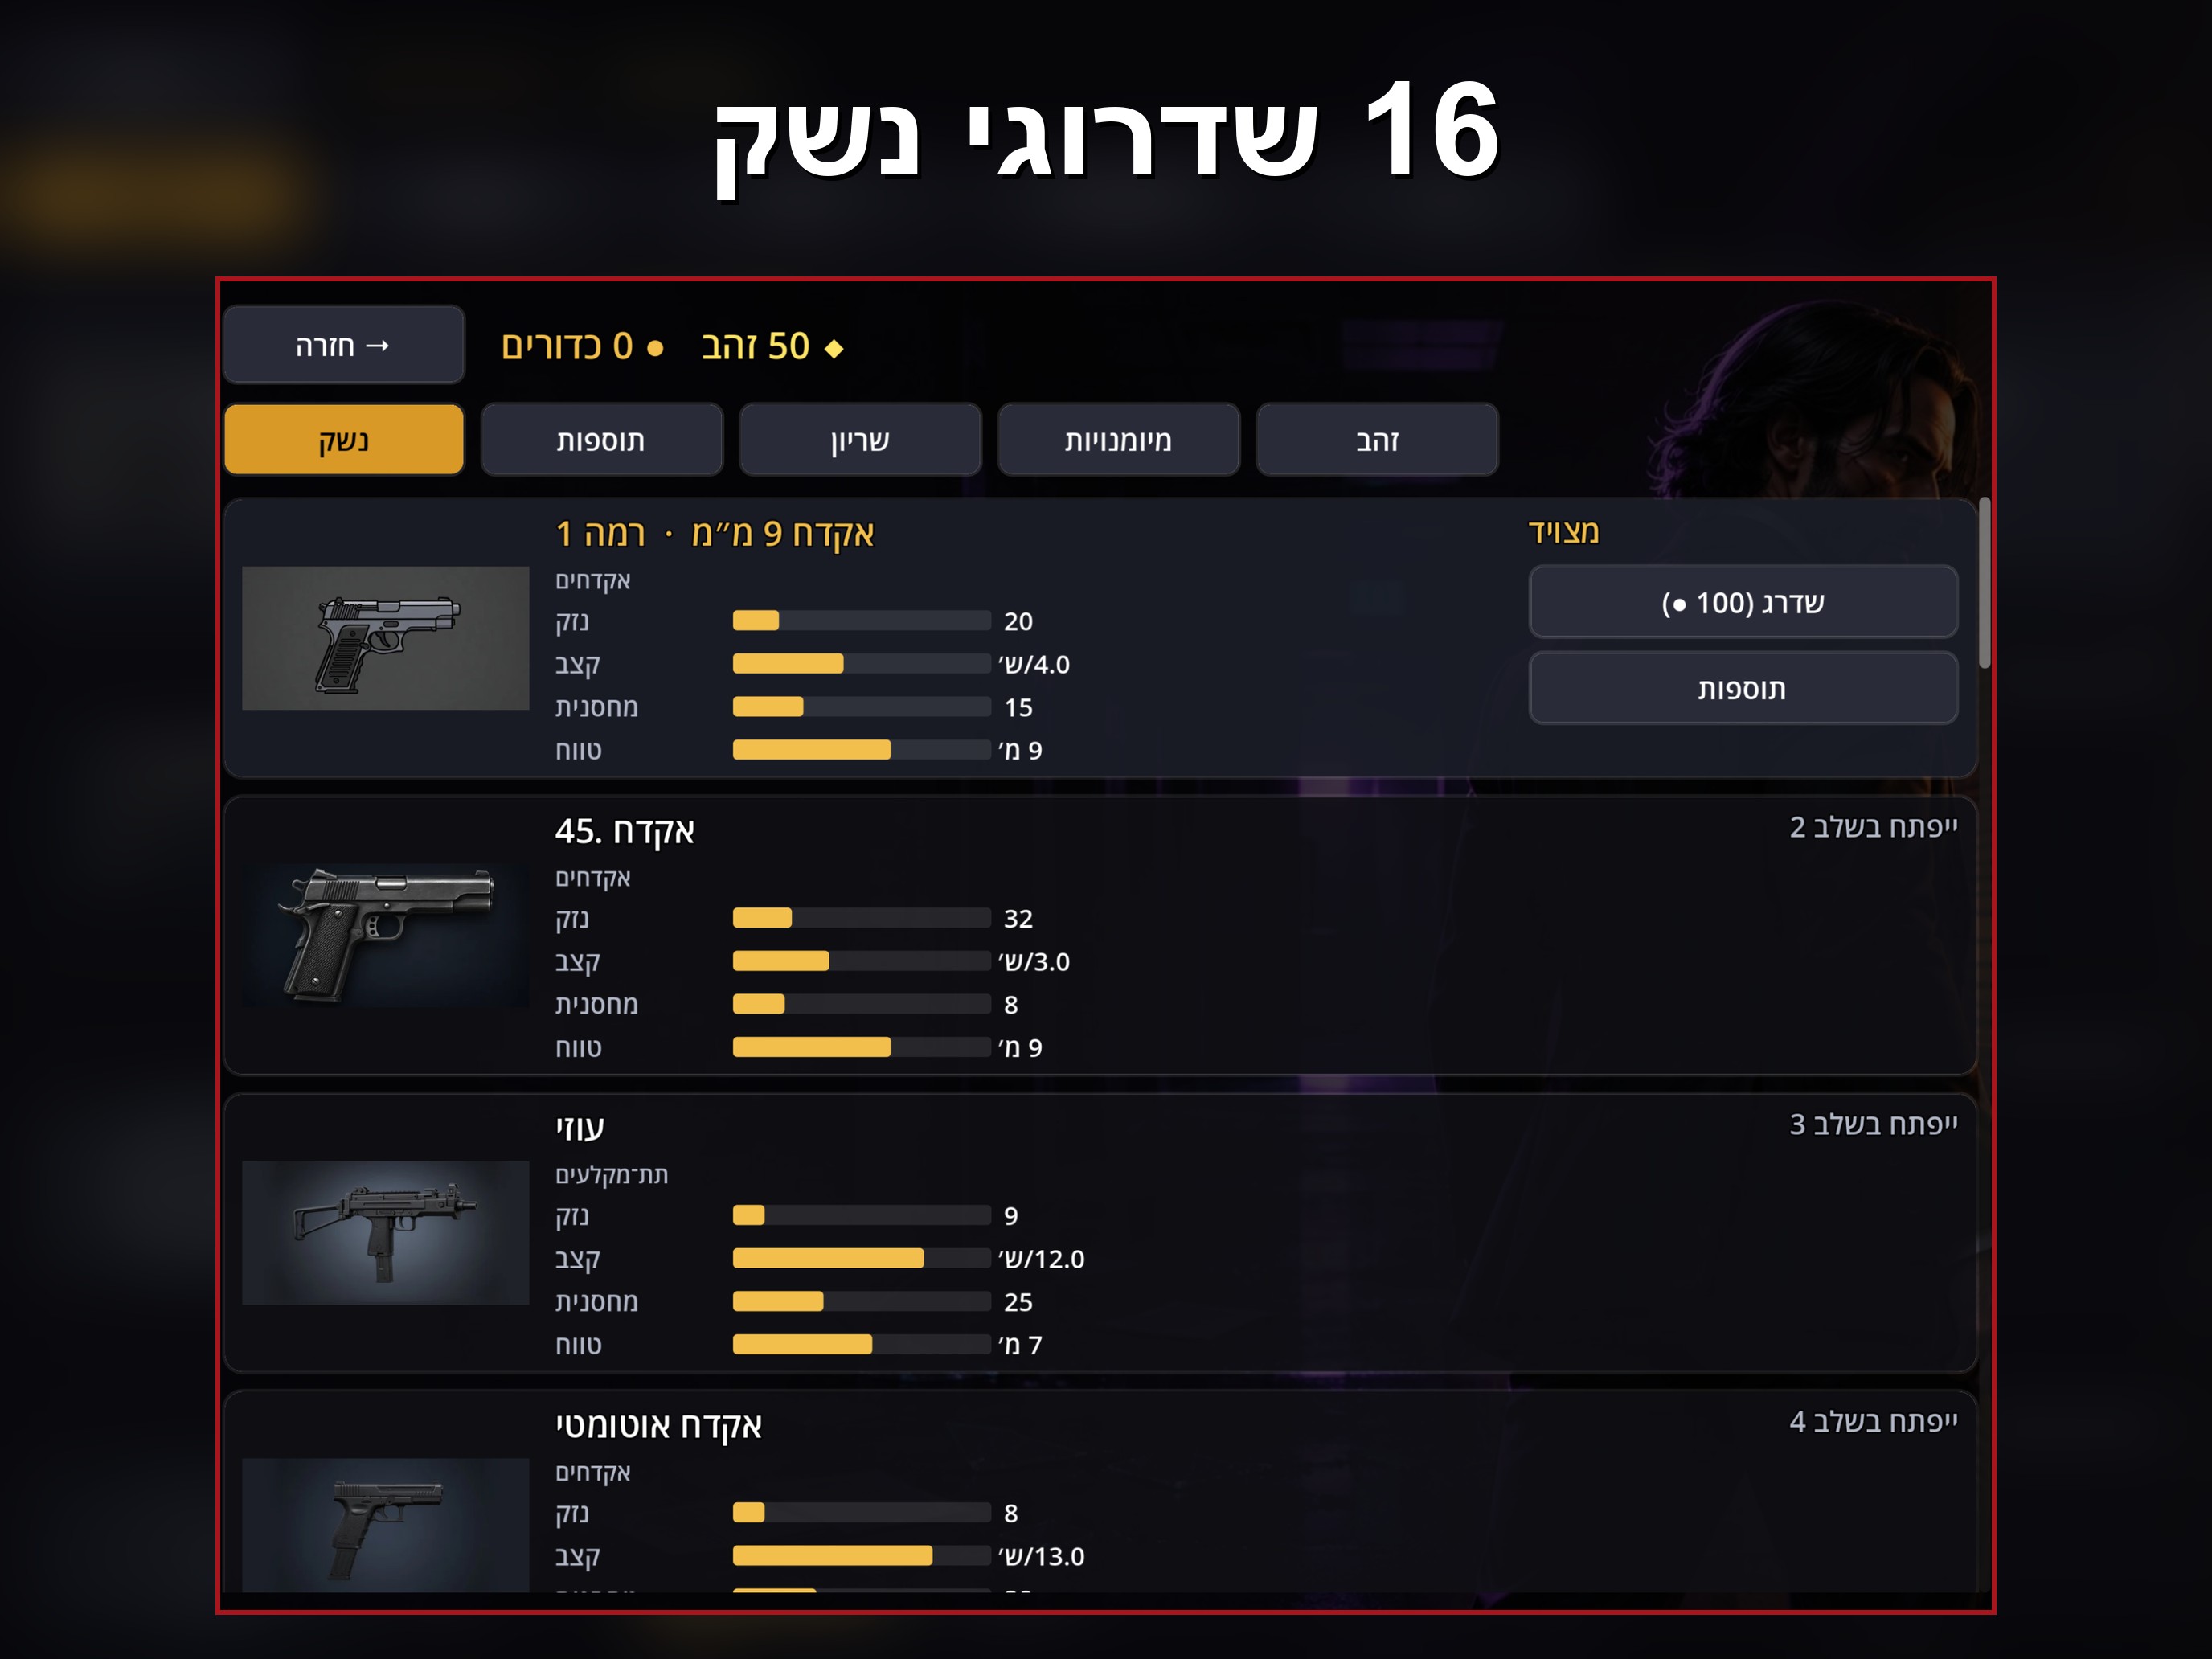 16 שדרוגי נשק
→ חזרה
◆ 50 זהב ● 0 כדורים
נשק
תוספות
שריון
מיומנויות
זהב
אקדח 9 מ״מ · רמה 1
מצויד
אקדחים
שדרג (100 ●)
נזק 20
קצב 4.0/ש׳
תוספות
מחסנית 15
טווח 9 מ׳
אקדח .45
ייפתח בשלב 2
אקדחים
נזק 32
קצב 3.0/ש׳
מחסנית 8
טווח 9 מ׳
עוזי
ייפתח בשלב 3
תת־מקלעים
נזק 9
קצב 12.0/ש׳
מחסנית 25
טווח 7 מ׳
אקדח אוטומטי
ייפתח בשלב 4
אקדחים
נזק 8
קצב 13.0/ש׳